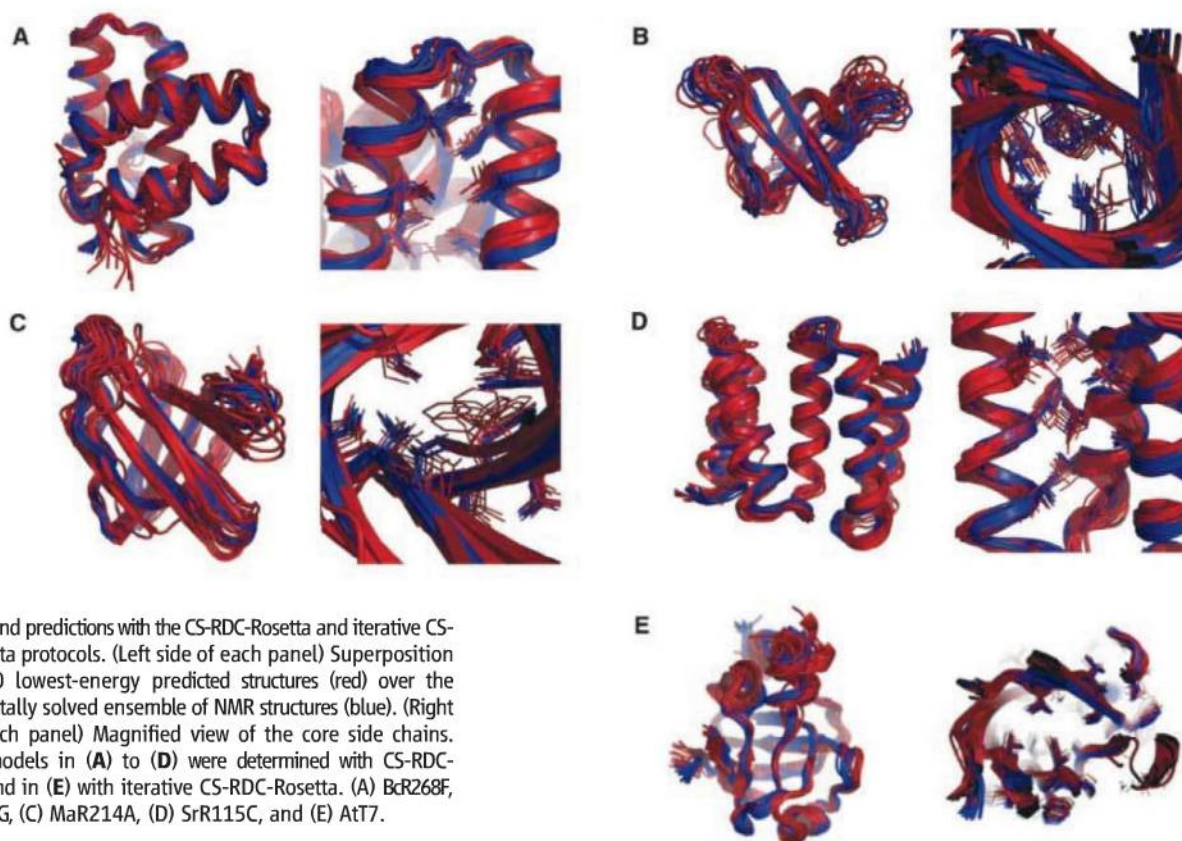 A
B
C
D
E
nd predictions with the CS-RDC-Rosetta and iterative CS-
ta protocols. (Left side of each panel) Superposition
0 lowest-energy predicted structures (red) over the
tally solved ensemble of NMR structures (blue). (Right
ch panel) Magnified view of the core side chains.
nodels in (A) to (D) were determined with CS-RDC-
nd in (E) with iterative CS-RDC-Rosetta. (A) BcR268F,
G, (C) MaR214A, (D) SrR115C, and (E) AtT7.